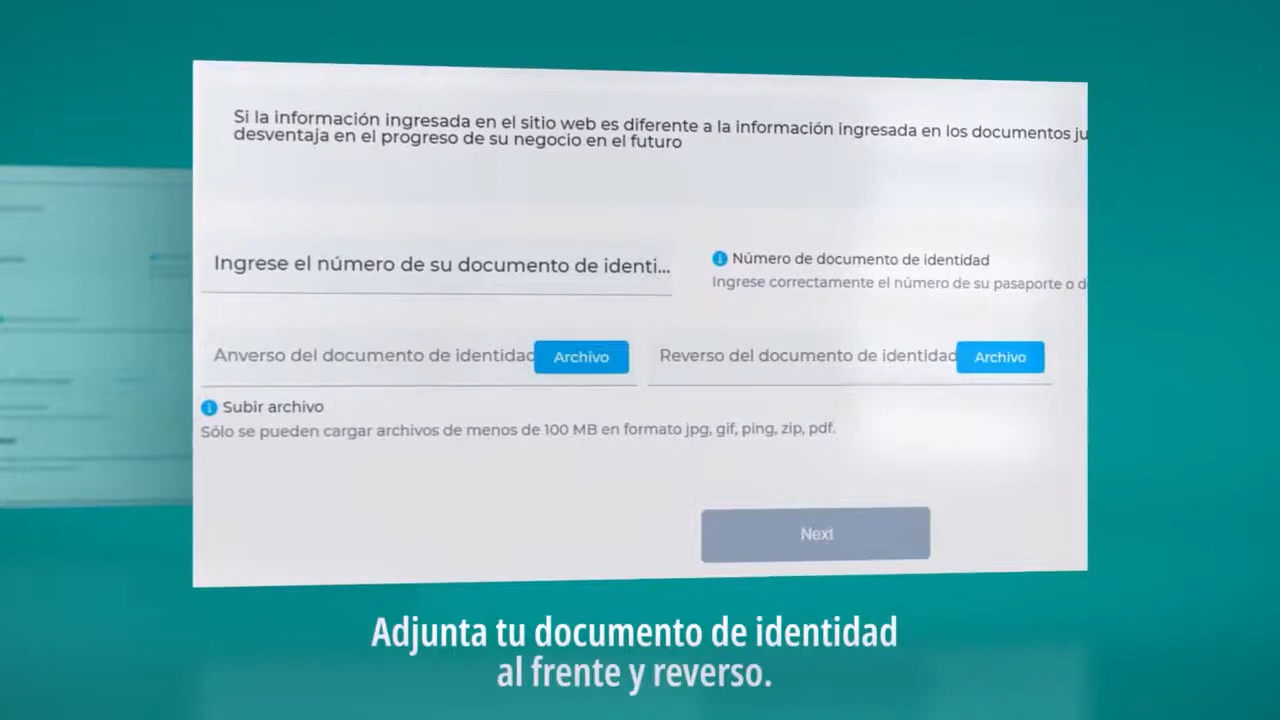 Si la información ingresada en el sitio web es diferente a la información ingresada en los documentos ju
desventaja en el progreso de su negocio en el futuro
Ingrese el número de su documento de identi...
Número de documento de identidad
Ingrese correctamente el número de su pasaporte o d
Anverso del documento de identidad
Archivo
Reverso del documento de identidad
Archivo
Subir archivo
Sólo se pueden cargar archivos de menos de 100 MB en formato jpg, gif, ping, zip, pdf.
Next
Adjunta tu documento de identidad
al frente y reverso.